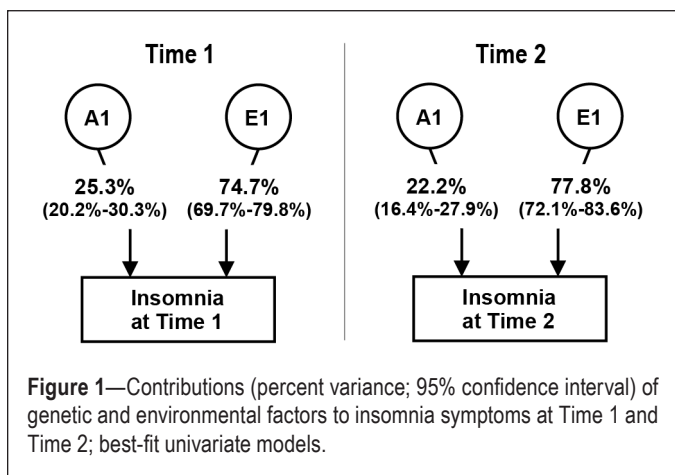 Time 1
Time 2
A1
E1
A1
E1
25.3%
74.7%
22.2%
77.8%
(20.2%-30.3%)
(69.7%-79.8%)
(16.4%-27.9%)
(72.1%-83.6%)
Insomnia
at Time 1
Insomnia
at Time 2
Figure 1—Contributions (percent variance; 95% confidence interval) of
genetic and environmental factors to insomnia symptoms at Time 1 and
Time 2; best-fit univariate models.